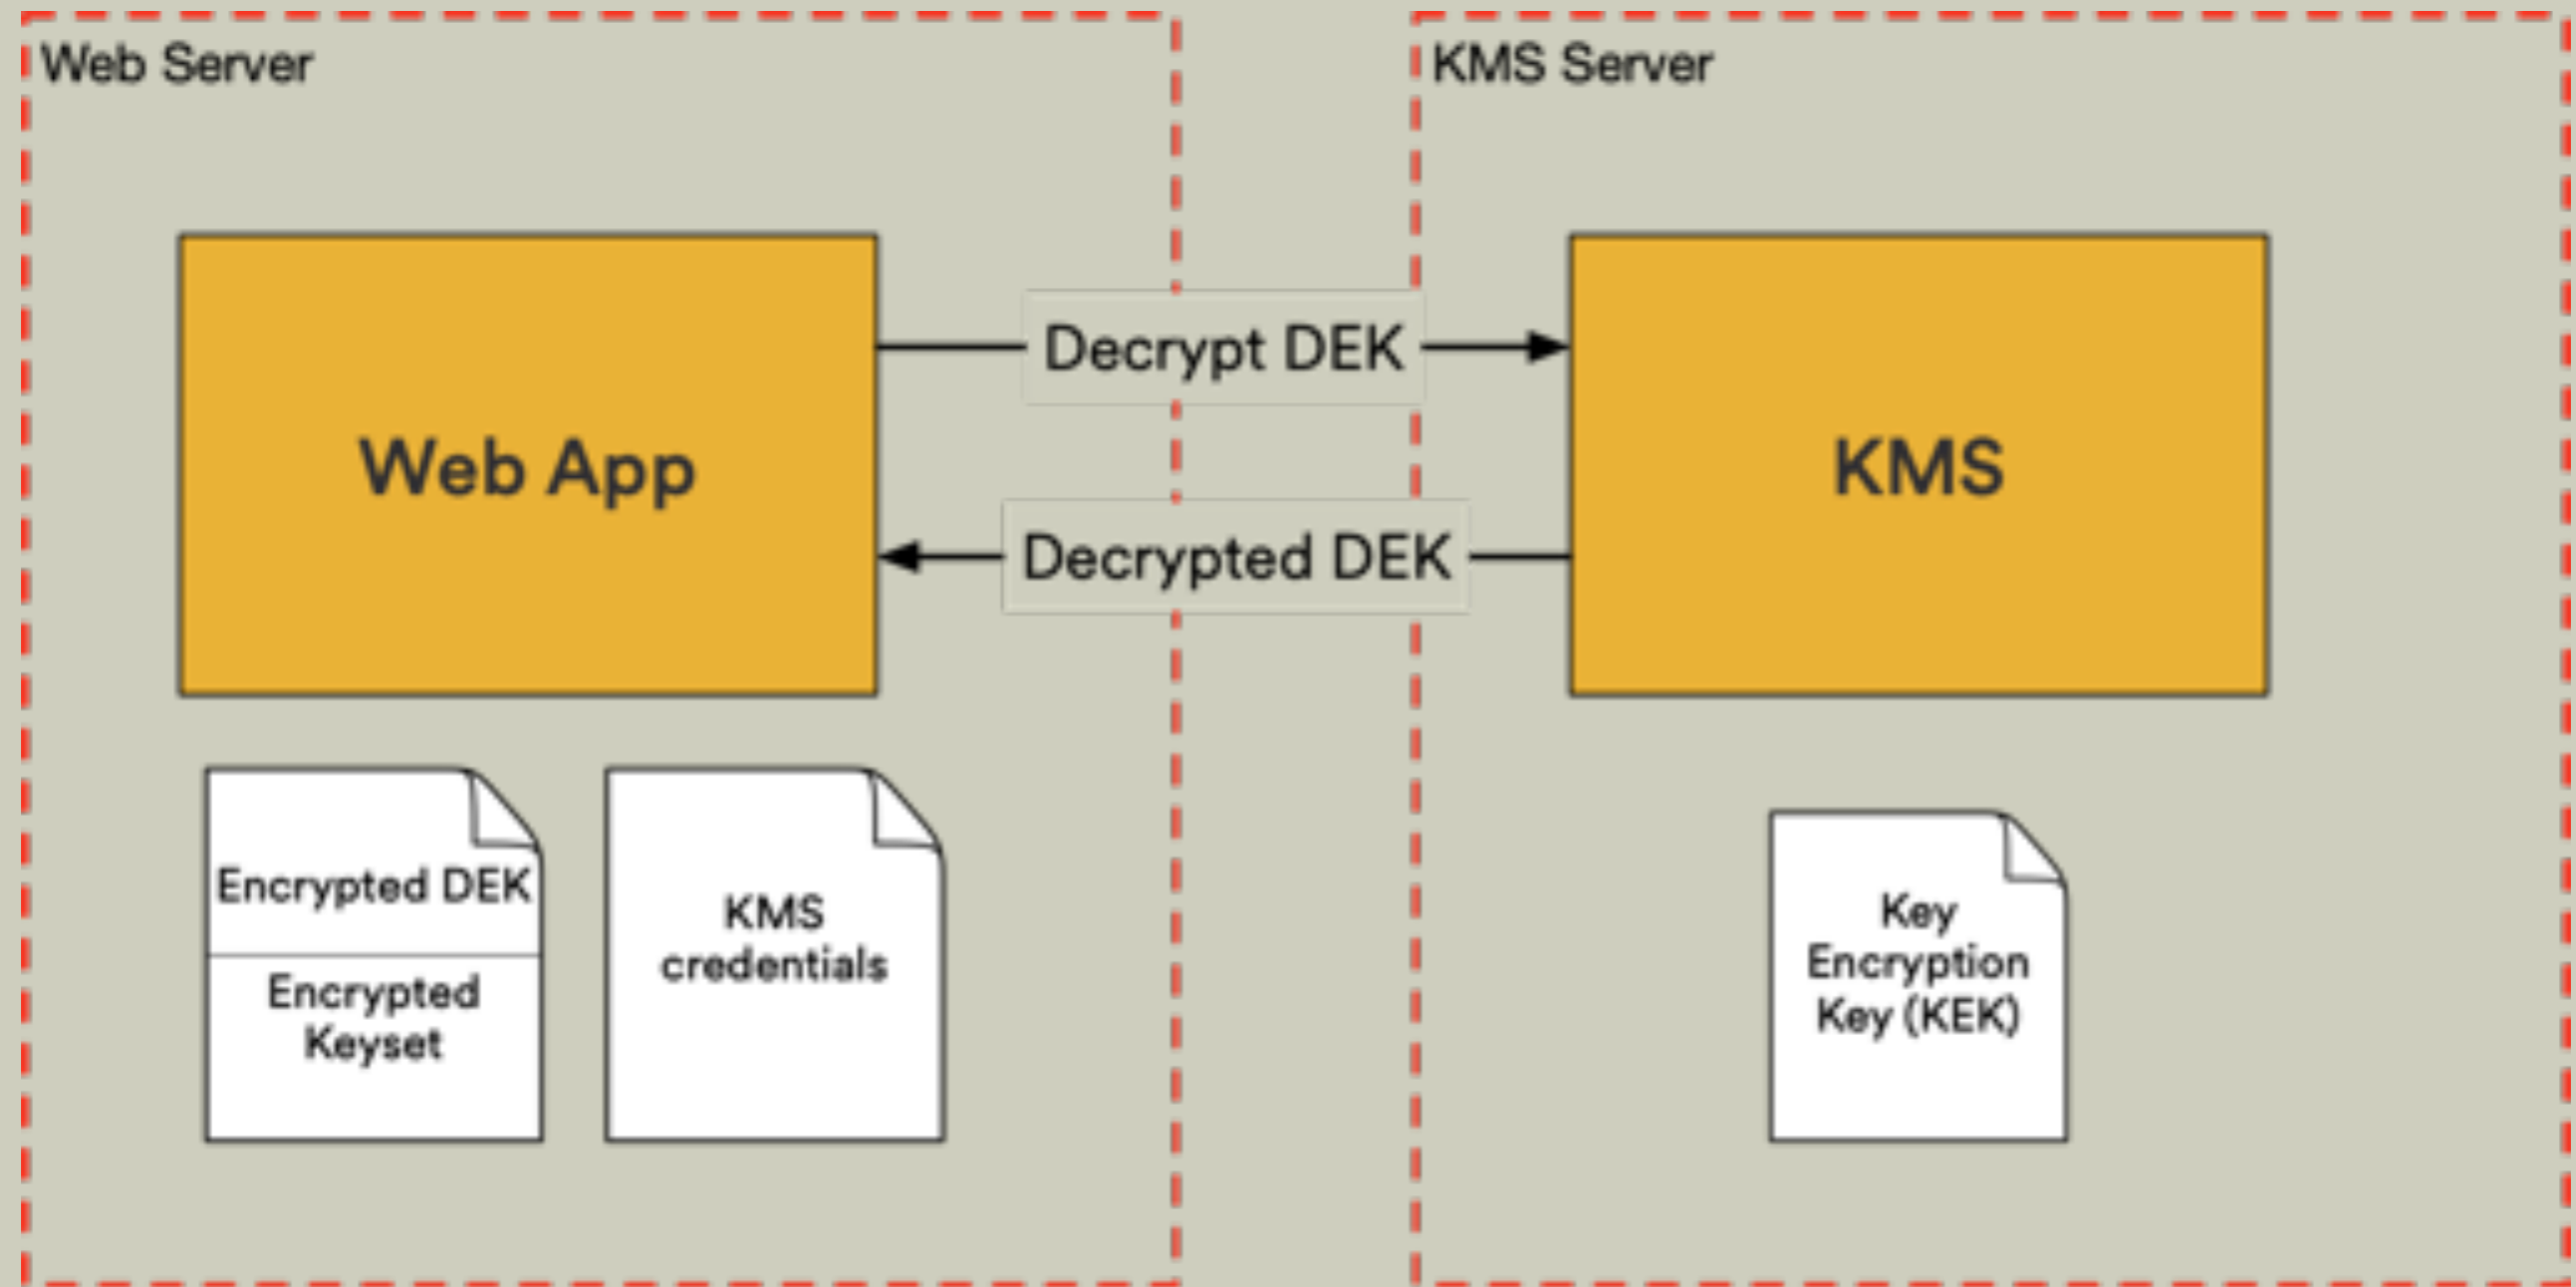 Web Server
KMS Server
Decrypt DEK
Web App
KMS
Decrypted DEK
Encrypted DEK
Encrypted
Keyset
KMS
credentials
Key
Encryption
Key (KEK)